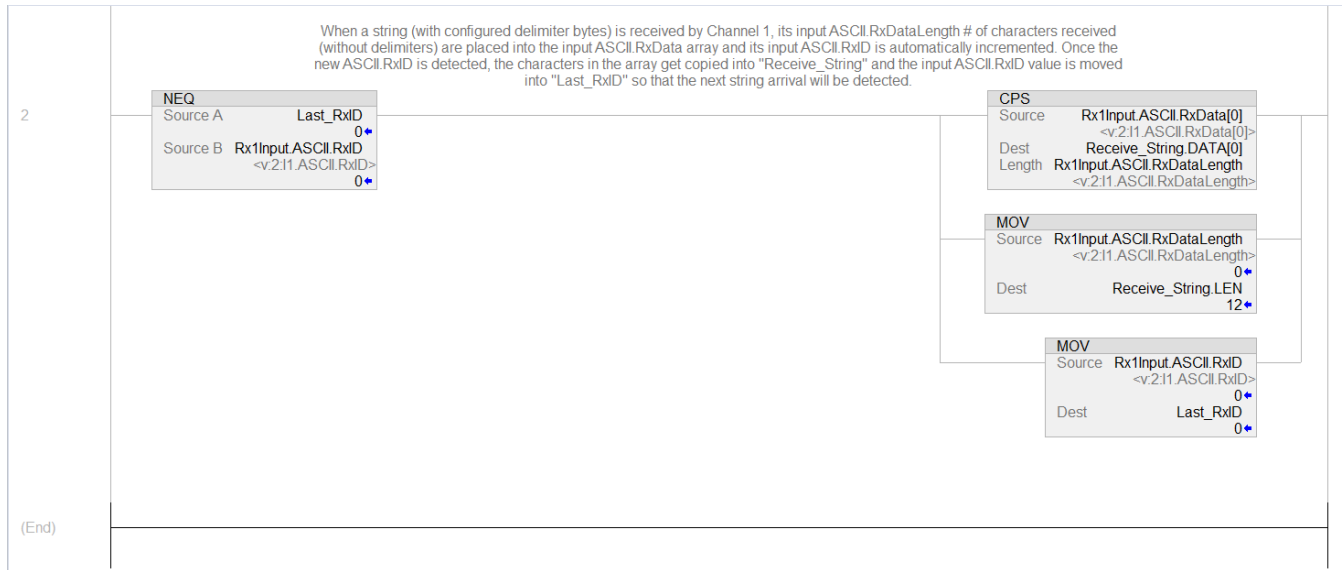 When a string (with configured delimiter bytes) is received by Channel 1, its input ASCII.RxDataLength # of characters received
(without delimiters) are placed into the input ASCII.RxData array and its input ASCII.RxID is automatically incremented. Once the
new ASCII.RxID is detected, the characters in the array get copied into "Receive_String" and the input ASCII.RxID value is moved
into "Last_RxID" so that the next string arrival will be detected.
2
NEQ
Source A Last_RxID
0
Source B Rx1Input.ASCII.RxID
<v:2:I1.ASCII.RxID>
0
CPS
Source Rx1Input.ASCII.RxData[0]
<v:2:I1.ASCII.RxData[0]>
Dest Receive_String.DATA[0]
Length Rx1Input.ASCII.RxDataLength
<v:2:I1.ASCII.RxDataLength>
MOV
Source Rx1Input.ASCII.RxDataLength
<v:2:I1.ASCII.RxDataLength>
0
Dest Receive_String.LEN
12
MOV
Source Rx1Input.ASCII.RxID
<v:2:I1.ASCII.RxID>
0
Dest Last_RxID
0
(End)